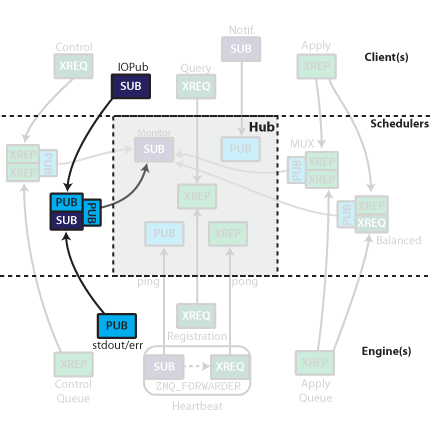 Notif.
Control
IOPub
SUB
Apply
Client(s)
XREQ
Query
XREP
SUB
XREQ
Schedulers
Hub
Monitor
SUB
PUB
MUX
XREP
XREP
PUB
PUB
XREP
XREP
XREP
PUB
SUB
PUB
PUB
XREP
XREQ
PUB
XREP
Balanced
ping
pong
XREQ
PUB
Registration
stdout/err
Engine(s)
XREP
SUB
XREQ
XREP
Control
Queue
ZMQ_FORWARDER
Apply
Queue
Heartbeat